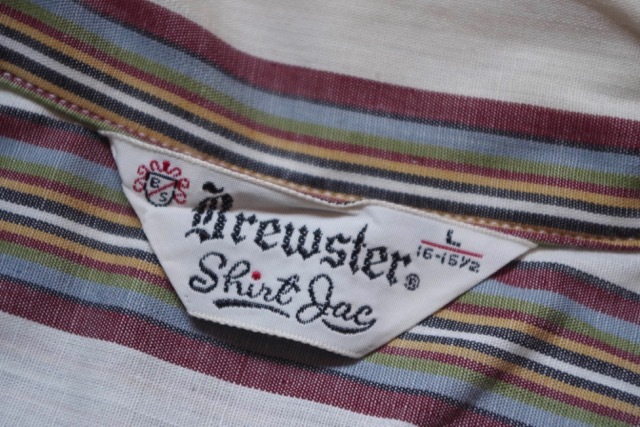 B S
Brewster®
Shirt Jac
L
16-16½